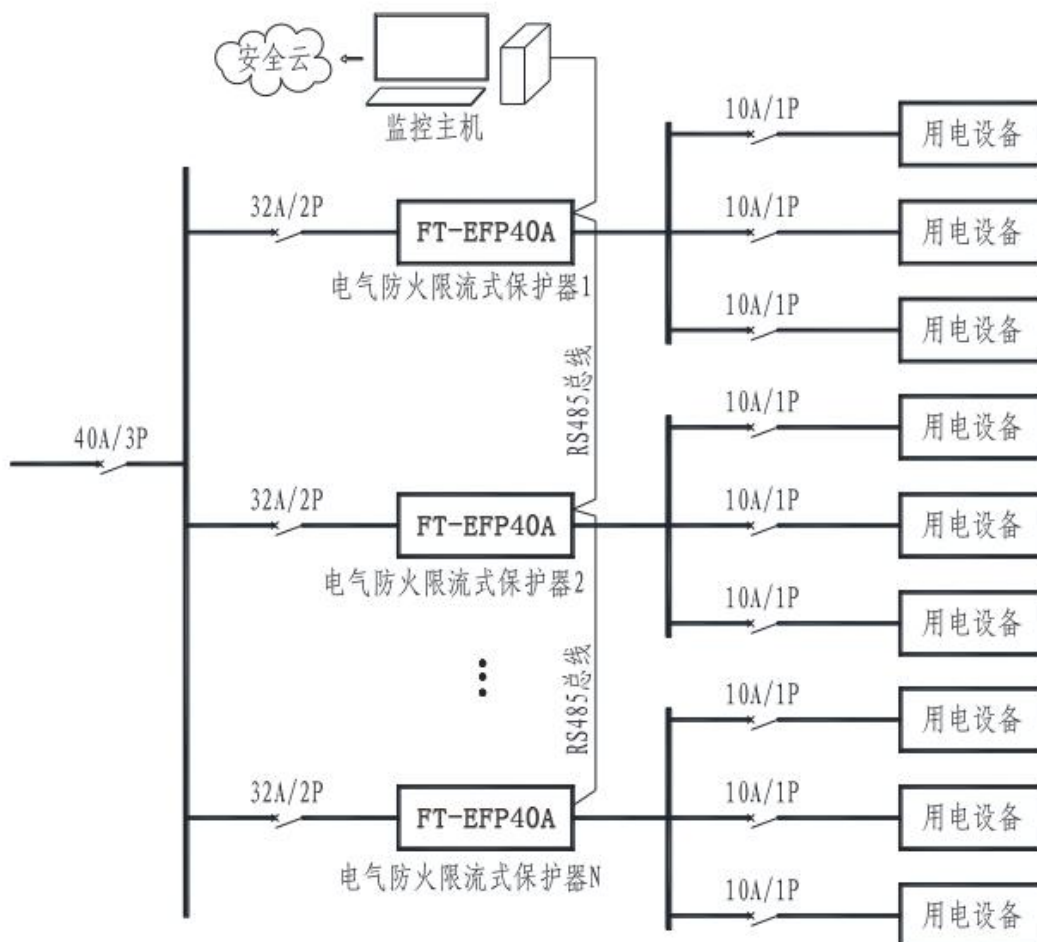 安全云
监控主机
10A/1P
用电设备
32A/2P
FT-EFP40A
10A/1P
用电设备
电气防火限流式保护器1
10A/1P
用电设备
RS485总线
10A/1P
用电设备
40A/3P
32A/2P
FT-EFP40A
10A/1P
用电设备
电气防火限流式保护器2
10A/1P
用电设备
RS485总线
10A/1P
用电设备
32A/2P
FT-EFP40A
10A/1P
用电设备
电气防火限流式保护器N
10A/1P
用电设备